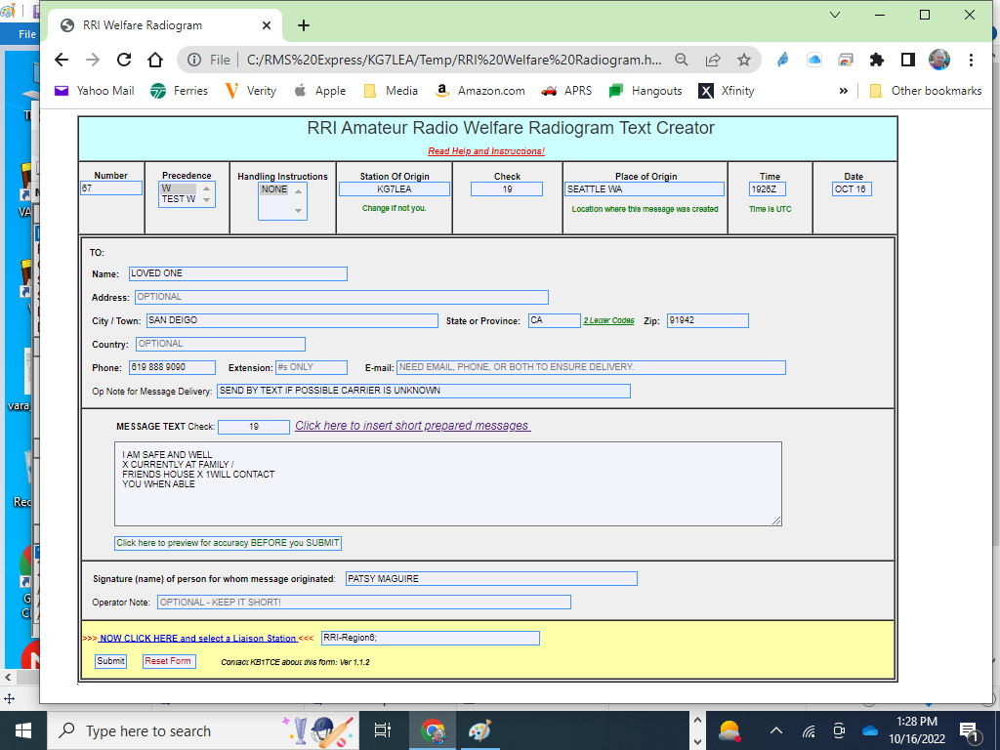 RRI Welfare Radiogram
File
File C:/RMS%20Express/KG7LEA/Temp/RRI%20Welfare%20Radiogram.h...
Yahoo Mail Ferries Verity Apple Media Amazon.com APRS Hangouts Xfinity » Other bookmarks
RRI Amateur Radio Welfare Radiogram Text Creator
Read Help and Instructions!
Number Precedence Handling Instructions Station Of Origin Check Place of Origin Time Date
67 W NONE KG7LEA 19 SEATTLE WA 1926Z OCT 16
TEST W
Change if not you. Location where this message was created Time is UTC
TO:
Name: LOVED ONE
Address: OPTIONAL
City / Town: SAN DEIGO State or Province: CA 2 Letter Codes Zip: 91942
Country: OPTIONAL
Phone: 619 888 9090 Extension: #s ONLY E-mail: NEED EMAIL, PHONE, OR BOTH TO ENSURE DELIVERY.
Op Note for Message Delivery: SEND BY TEXT IF POSSIBLE CARRIER IS UNKNOWN
vara
MESSAGE TEXT Check: 19 Click here to insert short prepared messages
I AM SAFE AND WELL
X CURRENTLY AT FAMILY /
FRIENDS HOUSE X 1WILL CONTACT
YOU WHEN ABLE
Rec
Click here to preview for accuracy BEFORE you SUBMIT
Signature (name) of person for whom message originated: PATSY MAGUIRE
Operator Note: OPTIONAL - KEEP IT SHORT!
>>> NOW CLICK HERE and select a Liaison Station <<< RRI-Region6;
Submit Reset Form Contact KB1TCE about this form: Ver 1.1.2
Type here to search
1:28 PM
10/16/2022
1